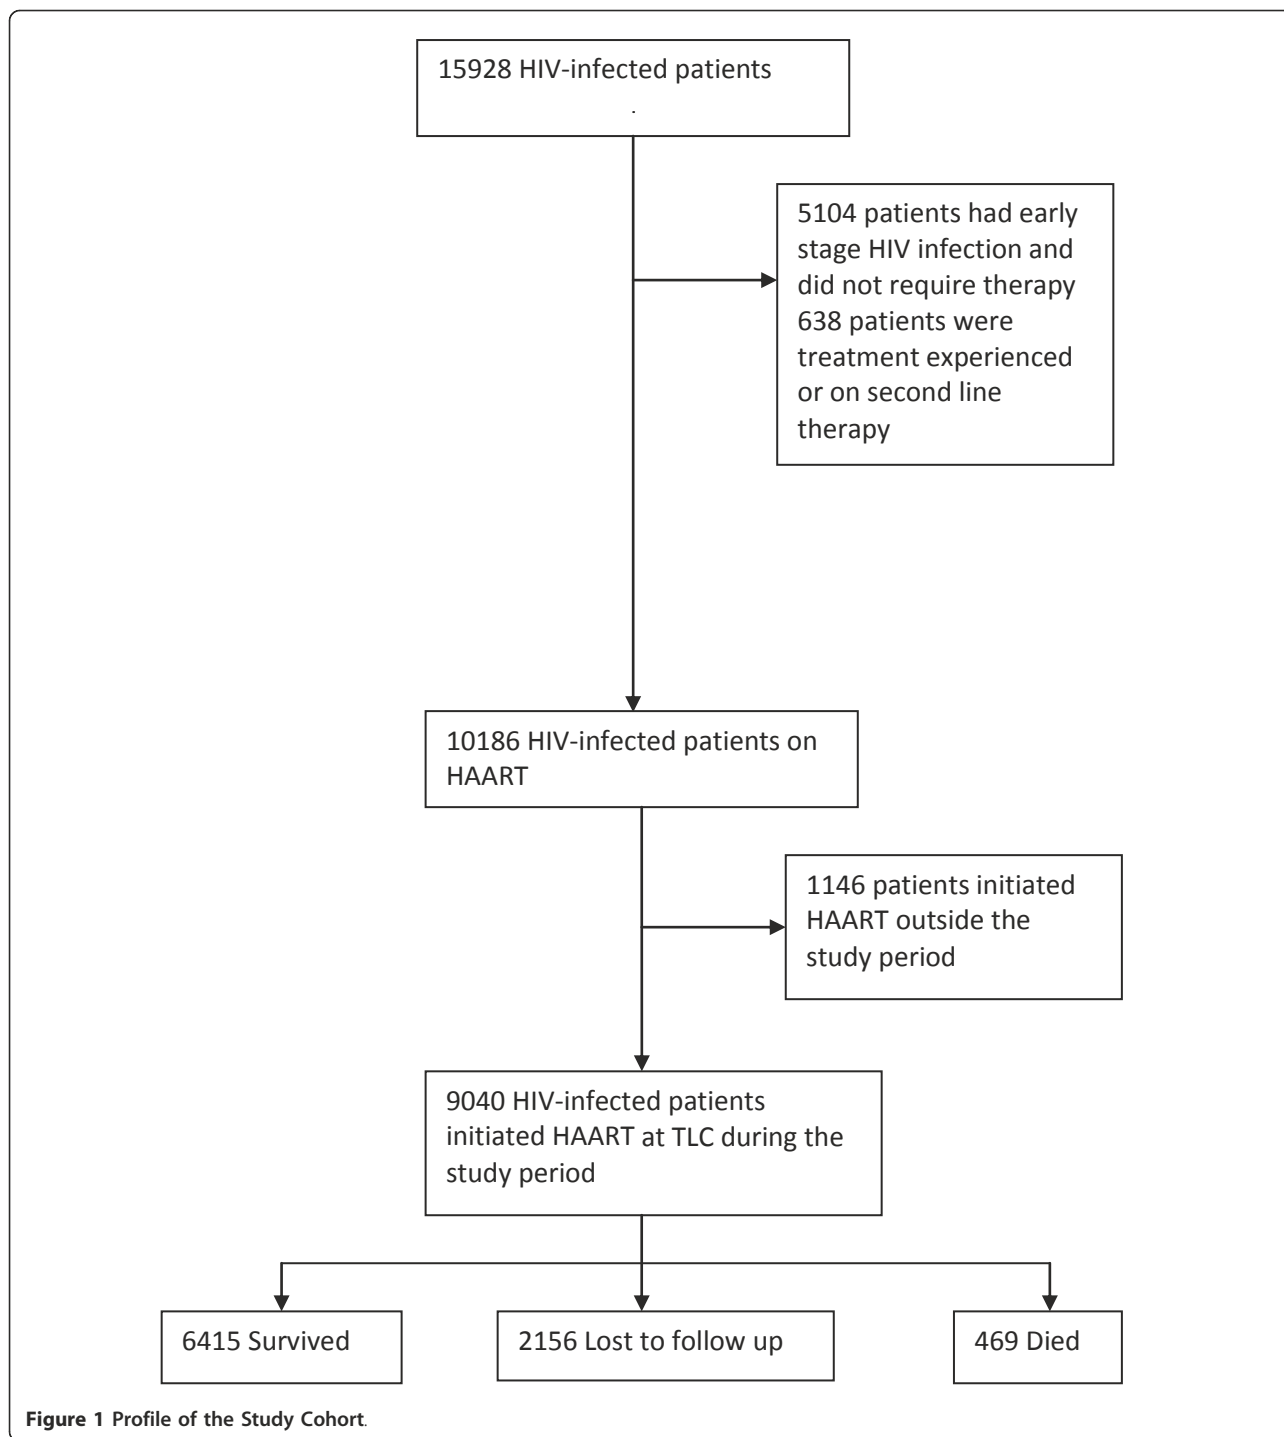 15928 HIV-infected patients
.
5104 patients had early
stage HIV infection and
did not require therapy
638 patients were
treatment experienced
or on second line
therapy
10186 HIV-infected patients on
HAART
1146 patients initiated
HAART outside the
study period
9040 HIV-infected patients
initiated HAART at TLC during the
study period
6415 Survived
2156 Lost to follow up
469 Died
Figure 1 Profile of the Study Cohort.